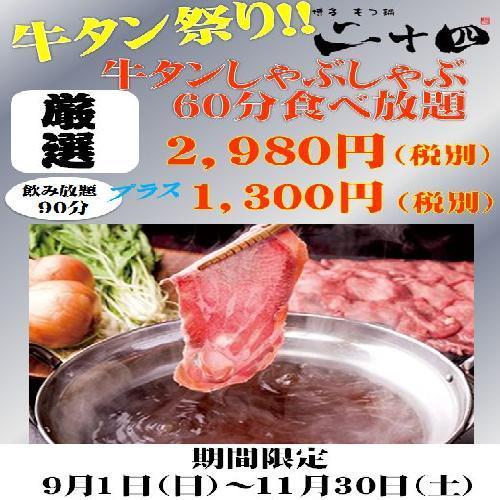 牛タン祭り!!
博多 もつ鍋
二十四
牛タンしゃぶしゃぶ
60分食べ放題
厳選
2,980円(税別)
飲み放題
90分
プラス
1,300円(税別)
期間限定
9月1日(日)~11月30日(土)